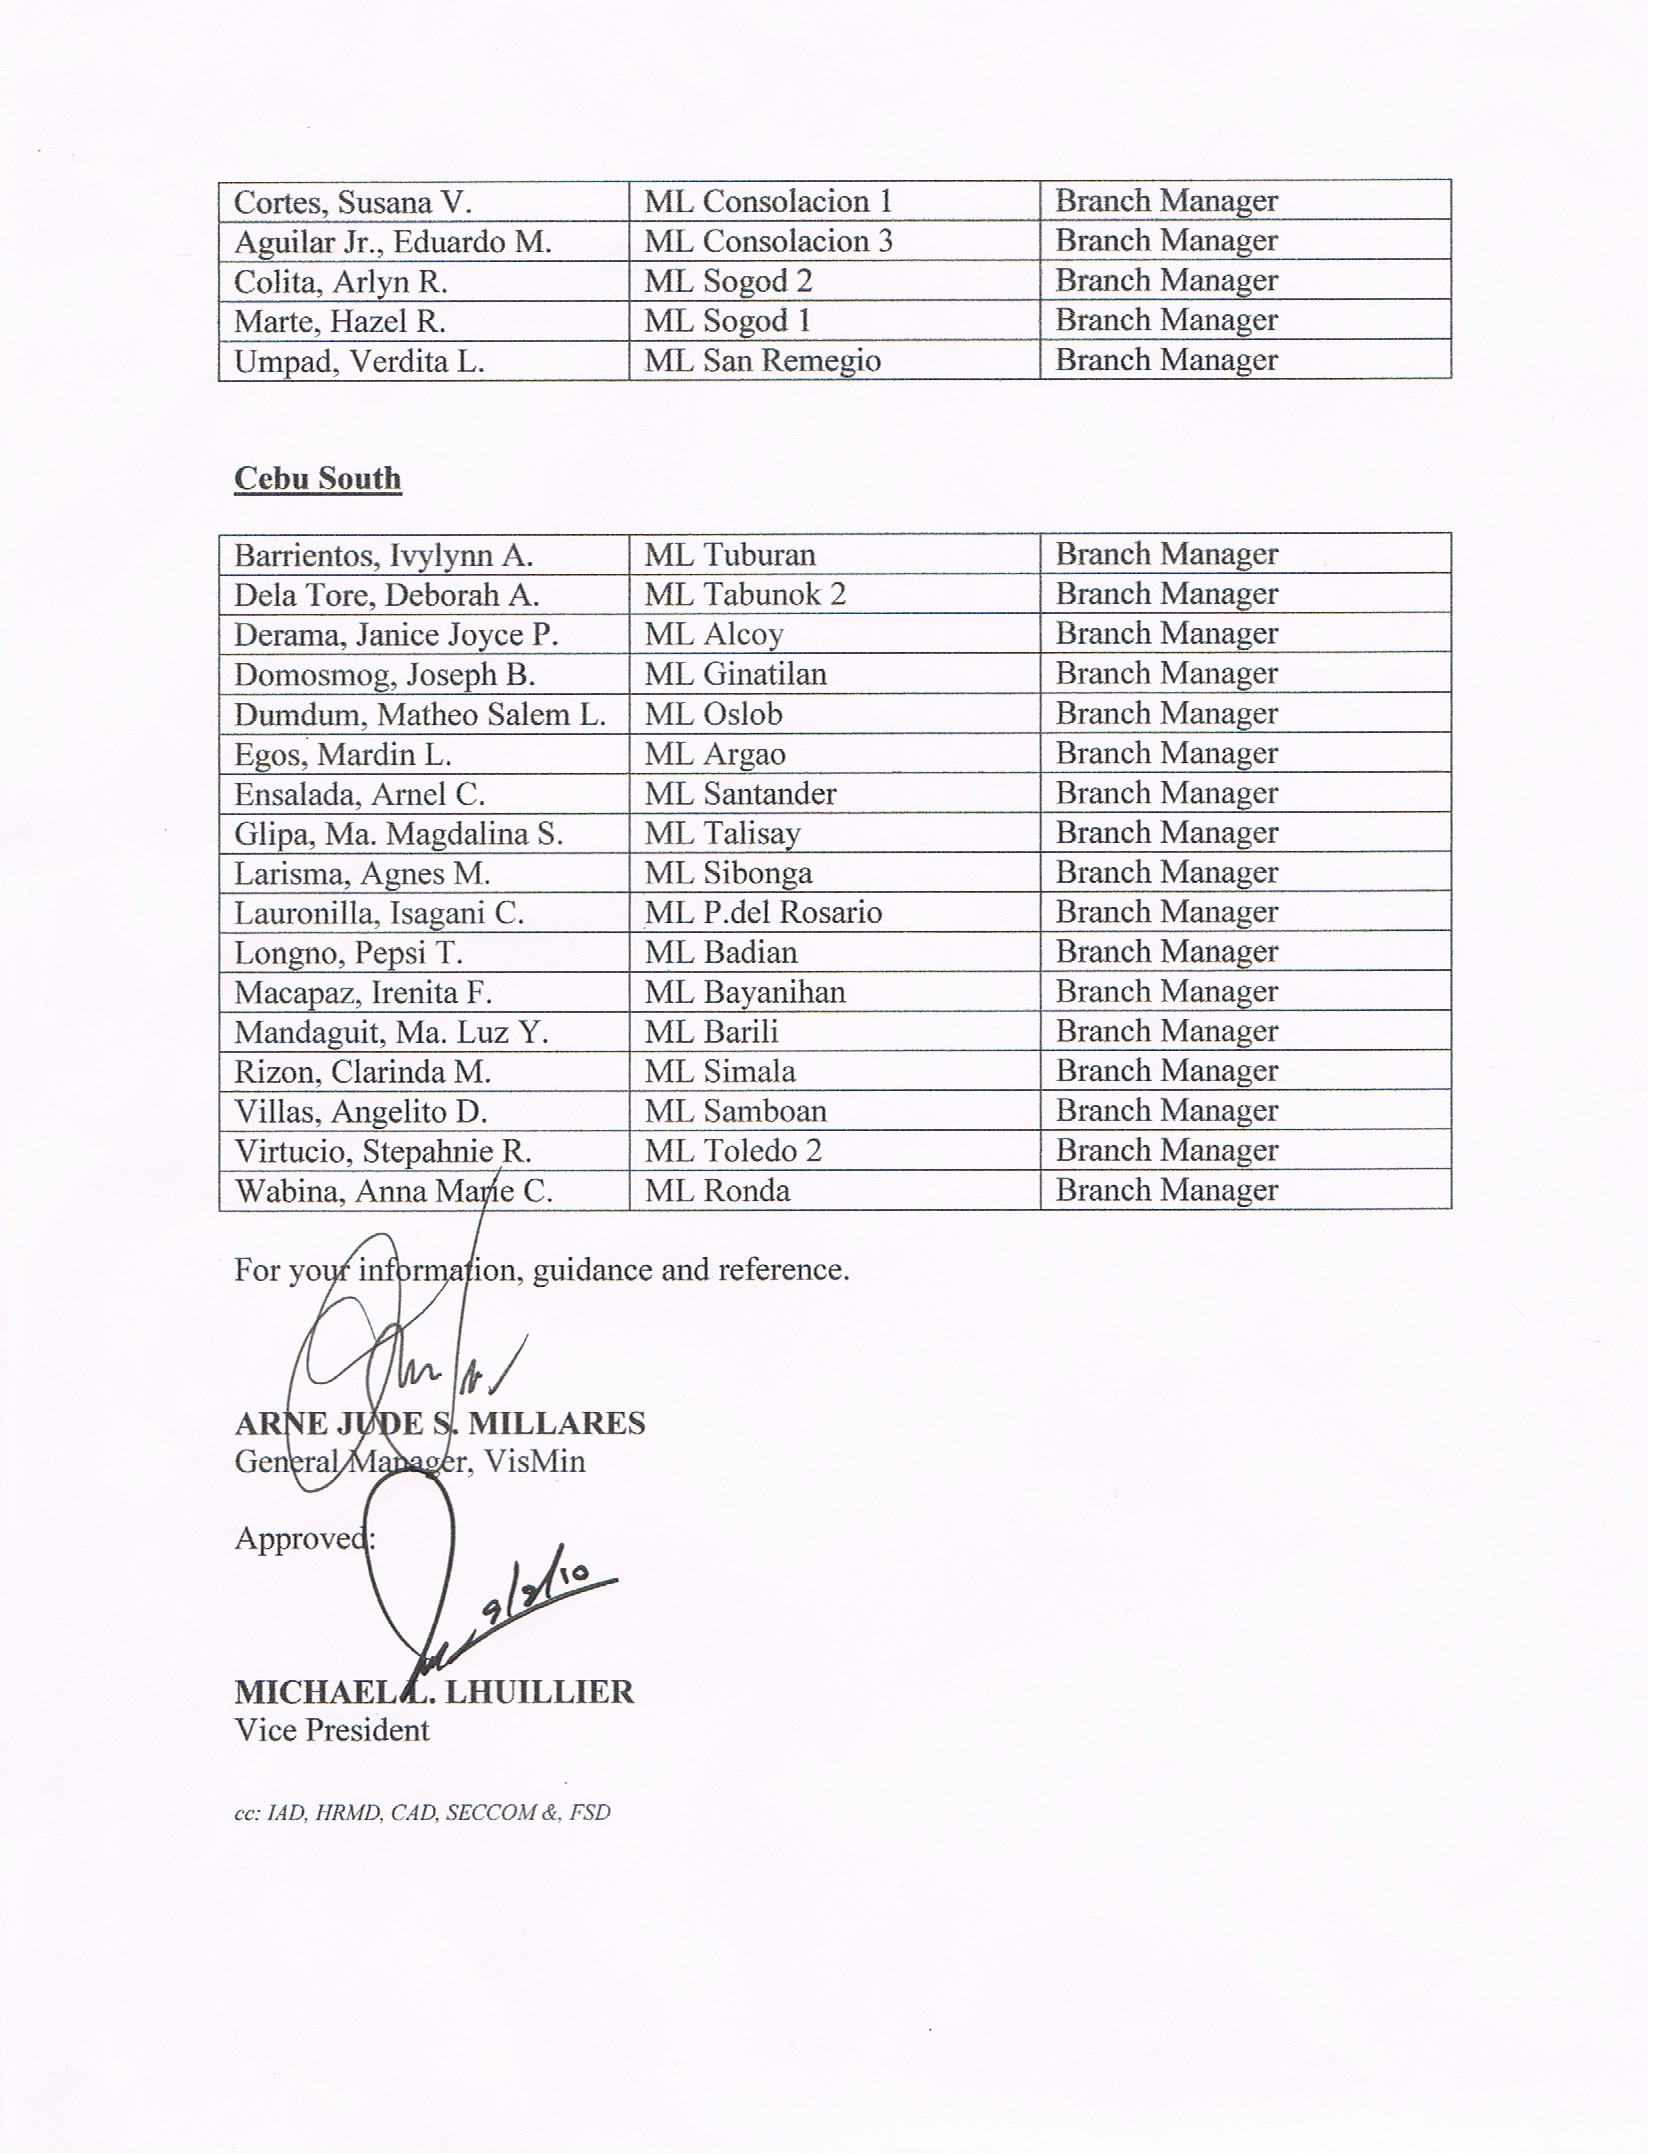 Cortes, Susana V. ML Consolacion 1 Branch Manager
Aguilar Jr., Eduardo M. ML Consolacion 3 Branch Manager
Colita, Arlyn R. ML Sogod 2 Branch Manager
Marte, Hazel R. ML Sogod 1 Branch Manager
Umpad, Verdita L. ML San Remegio Branch Manager
Cebu South
Barrientos, Ivylynn A. ML Tuburan Branch Manager
Dela Tore, Deborah A. ML Tabunok 2 Branch Manager
Derama, Janice Joyce P. ML Alcoy Branch Manager
Domosmog, Joseph B. ML Ginatilan Branch Manager
Dumdum, Matheo Salem L. ML Oslob Branch Manager
Egos, Mardin L. ML Argao Branch Manager
Ensalada, Arnel C. ML Santander Branch Manager
Glipa, Ma. Magdalina S. ML Talisay Branch Manager
Larisma, Agnes M. ML Sibonga Branch Manager
Lauronilla, Isagani C. ML P.del Rosario Branch Manager
Longno, Pepsi T. ML Badian Branch Manager
Macapaz, Irenita F. ML Bayanihan Branch Manager
Mandaguit, Ma. Luz Y. ML Barili Branch Manager
Rizon, Clarinda M. ML Simala Branch Manager
Villas, Angelito D. ML Samboan Branch Manager
Virtucio, Stepahnie R. ML Toledo 2 Branch Manager
Wabina, Anna Marie C. ML Ronda Branch Manager
For your information, guidance and reference.
ARNE JUDE S. MILLARES
General Manager, VisMin
Approved:
MICHAEL L. LHUILLIER
Vice President
cc: IAD, HRMD, CAD, SECCOM &, FSD